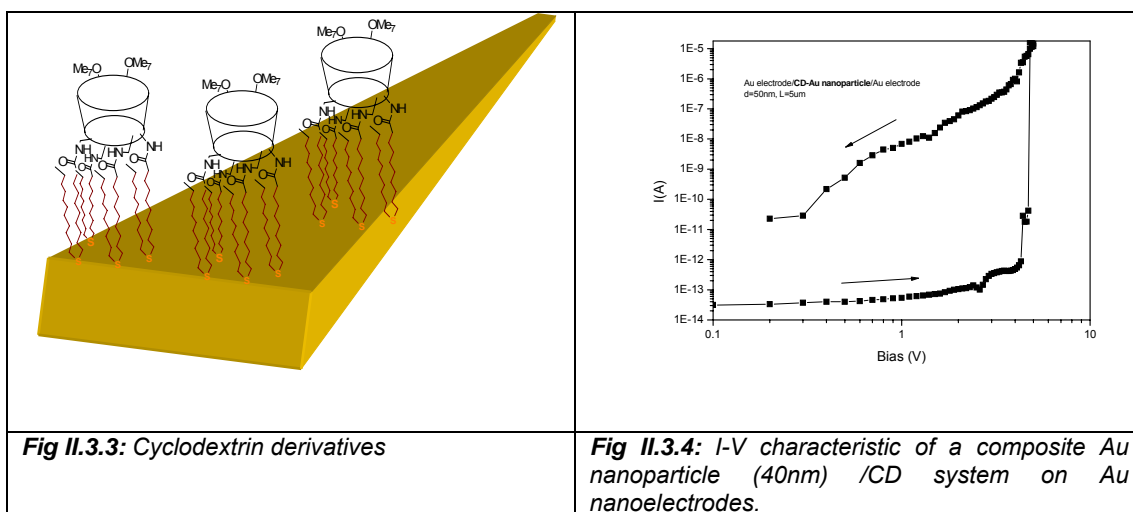 Me₇O
OMe₇
Me₇O
OMe₇
Me₇O
OMe₇
NH
O
O
HN
O
NH
NH
O
O
HN
HN
O
NH
NH
O
O
HN
HN
O
NH
S
S
S
S
S
S
S
S
S
S
S
S
1E-5
1E-6
1E-7
1E-8
1E-9
1E-10
1E-11
1E-12
1E-13
1E-14
I(A)
Au electrode/CD-Au nanoparticle/Au electrode
d=50nm, L=5um
0.1
1
10
Bias (V)
Fig II.3.3: Cyclodextrin derivatives
Fig II.3.4: I-V characteristic of a composite Au
nanoparticle (40nm) /CD system on Au
nanoelectrodes.